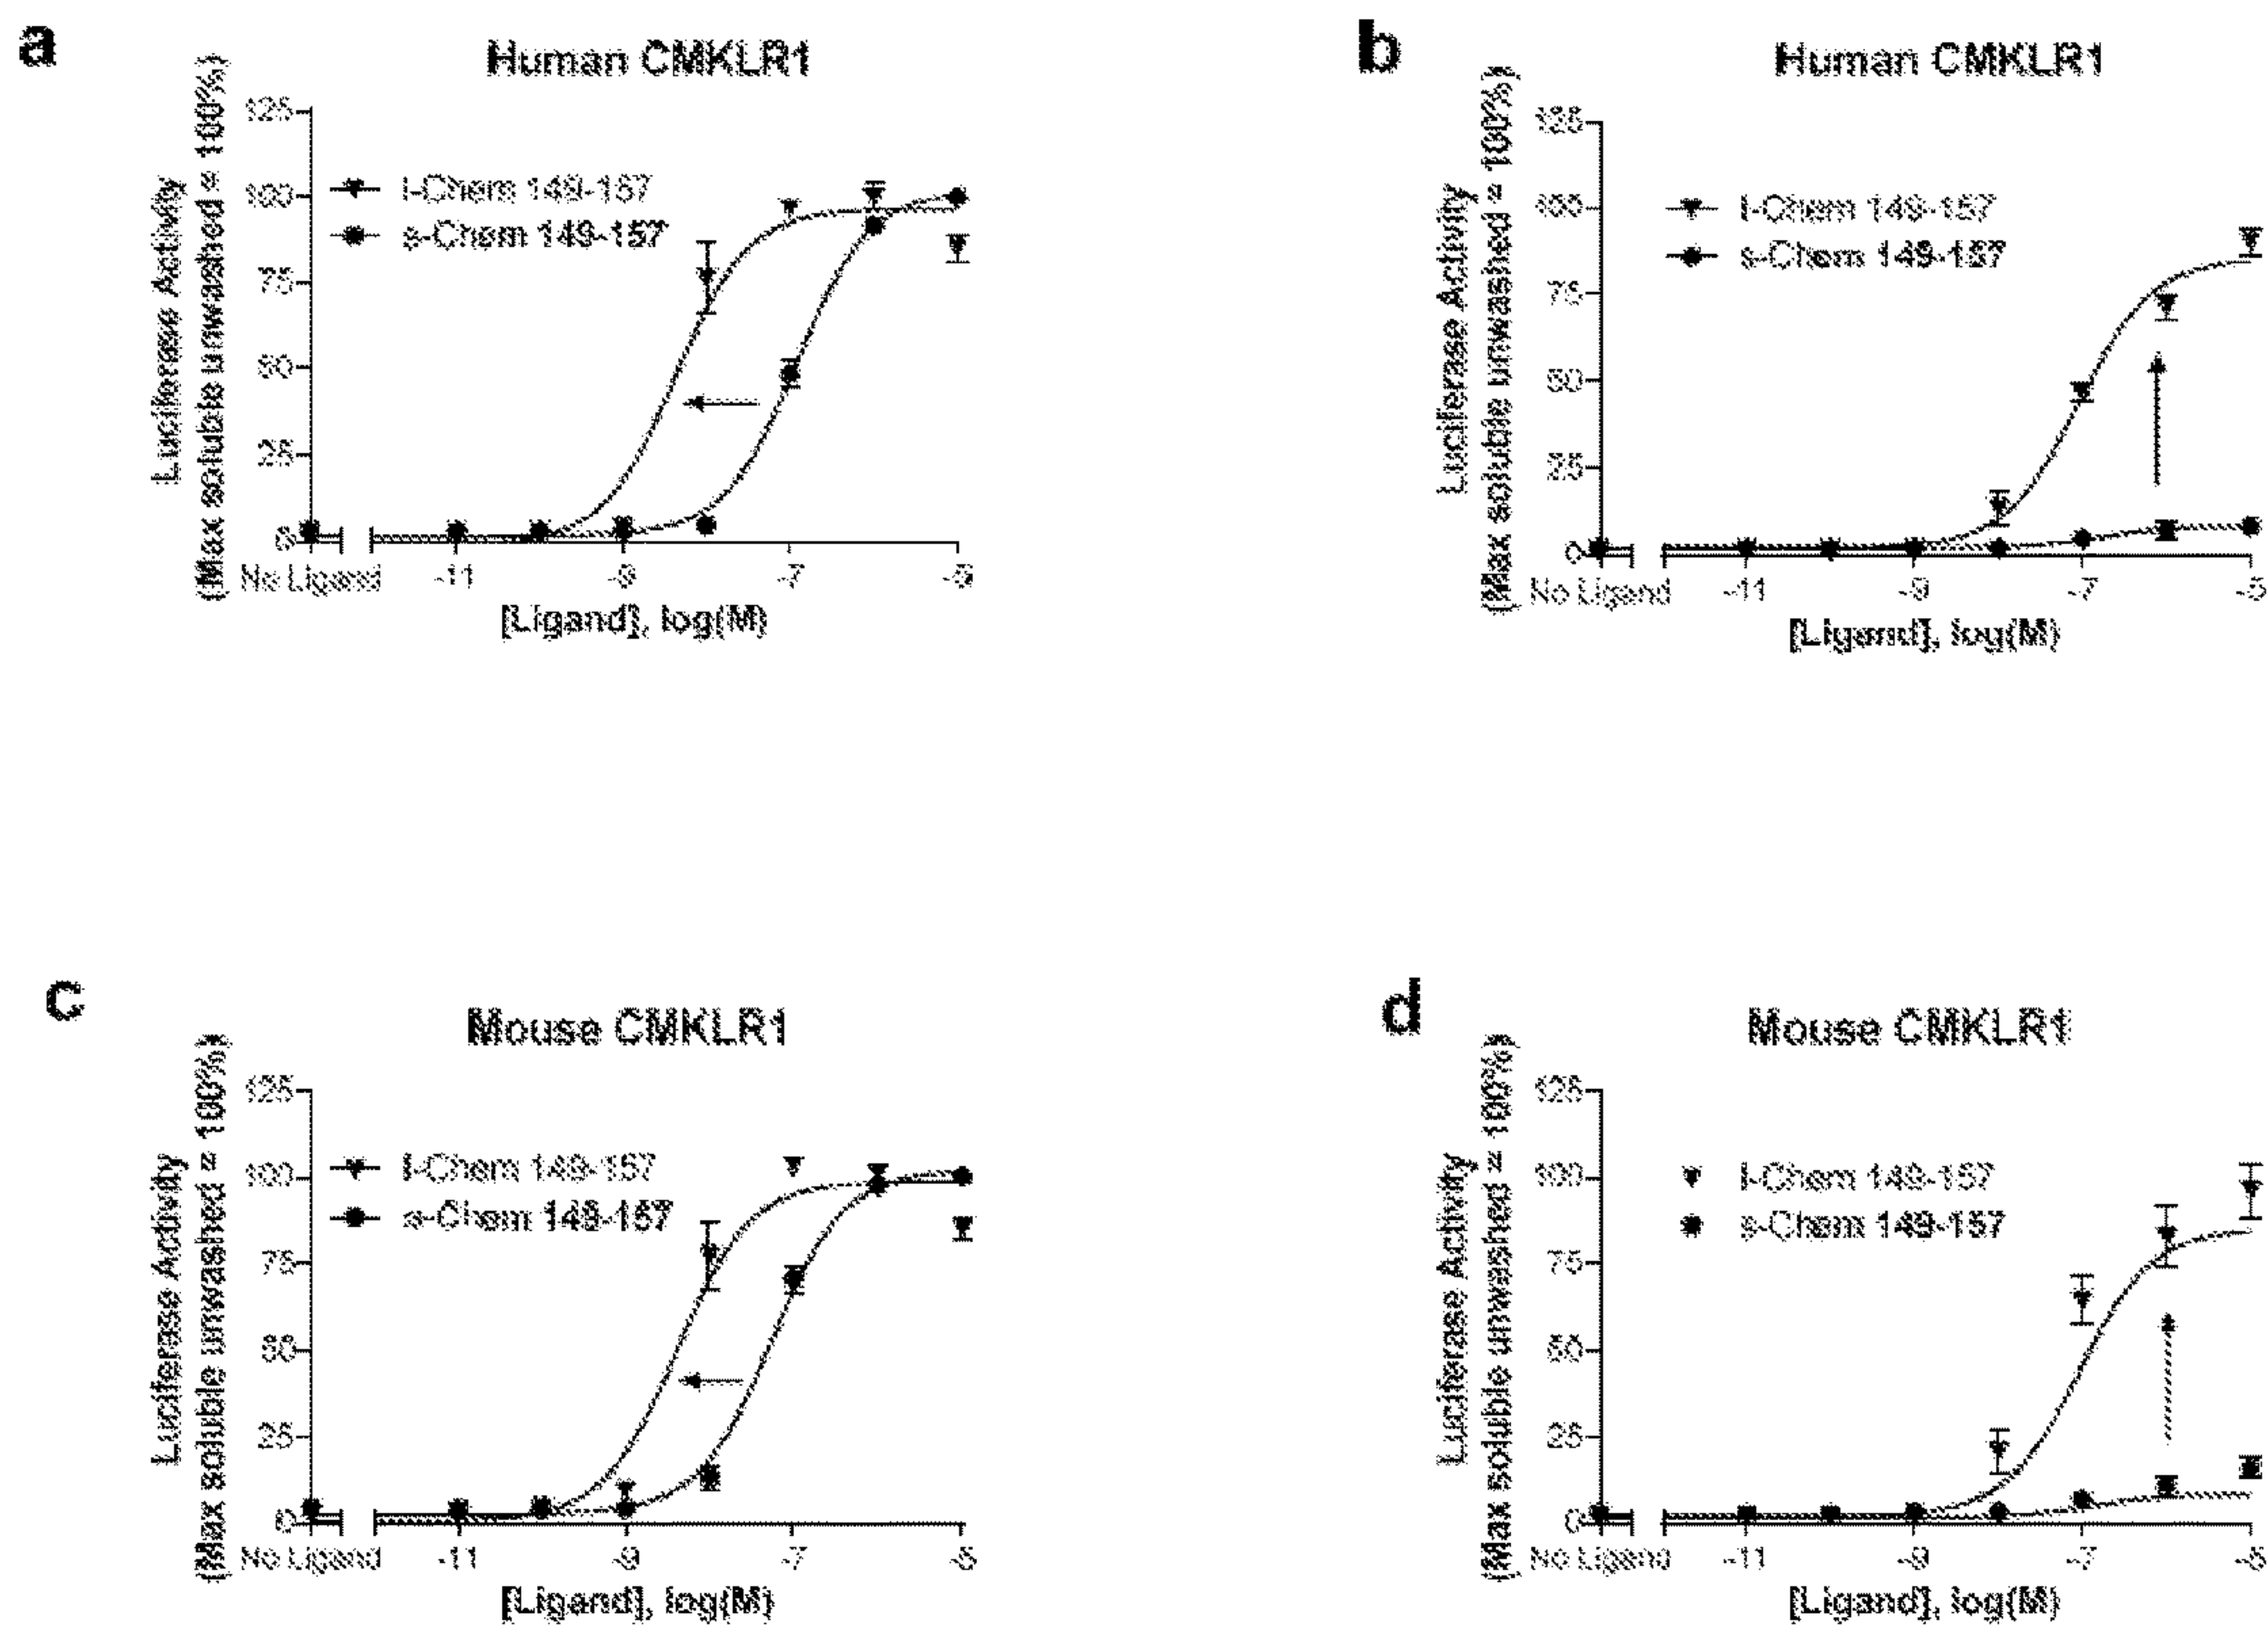 a
Human CMKLR1
Luciferase Activity
(Max soluble unwashed = 100%)
125
100
75
50
25
0
l-Chem 149-157
s-Chem 149-157
No Ligand
-11
-9
-7
-5
[Ligand], log(M)
b
Human CMKLR1
Luciferase Activity
(Max soluble unwashed = 100%)
125
100
75
50
25
0
l-Chem 149-157
s-Chem 149-157
No Ligand
-11
-9
-7
-5
[Ligand], log(M)
c
Mouse CMKLR1
Luciferase Activity
(Max soluble unwashed = 100%)
125
100
75
50
25
0
l-Chem 149-157
s-Chem 149-157
No Ligand
-11
-9
-7
-5
[Ligand], log(M)
d
Mouse CMKLR1
Luciferase Activity
(Max soluble unwashed = 100%)
125
100
75
50
25
0
l-Chem 149-157
s-Chem 149-157
No Ligand
-11
-9
-7
-5
[Ligand], log(M)